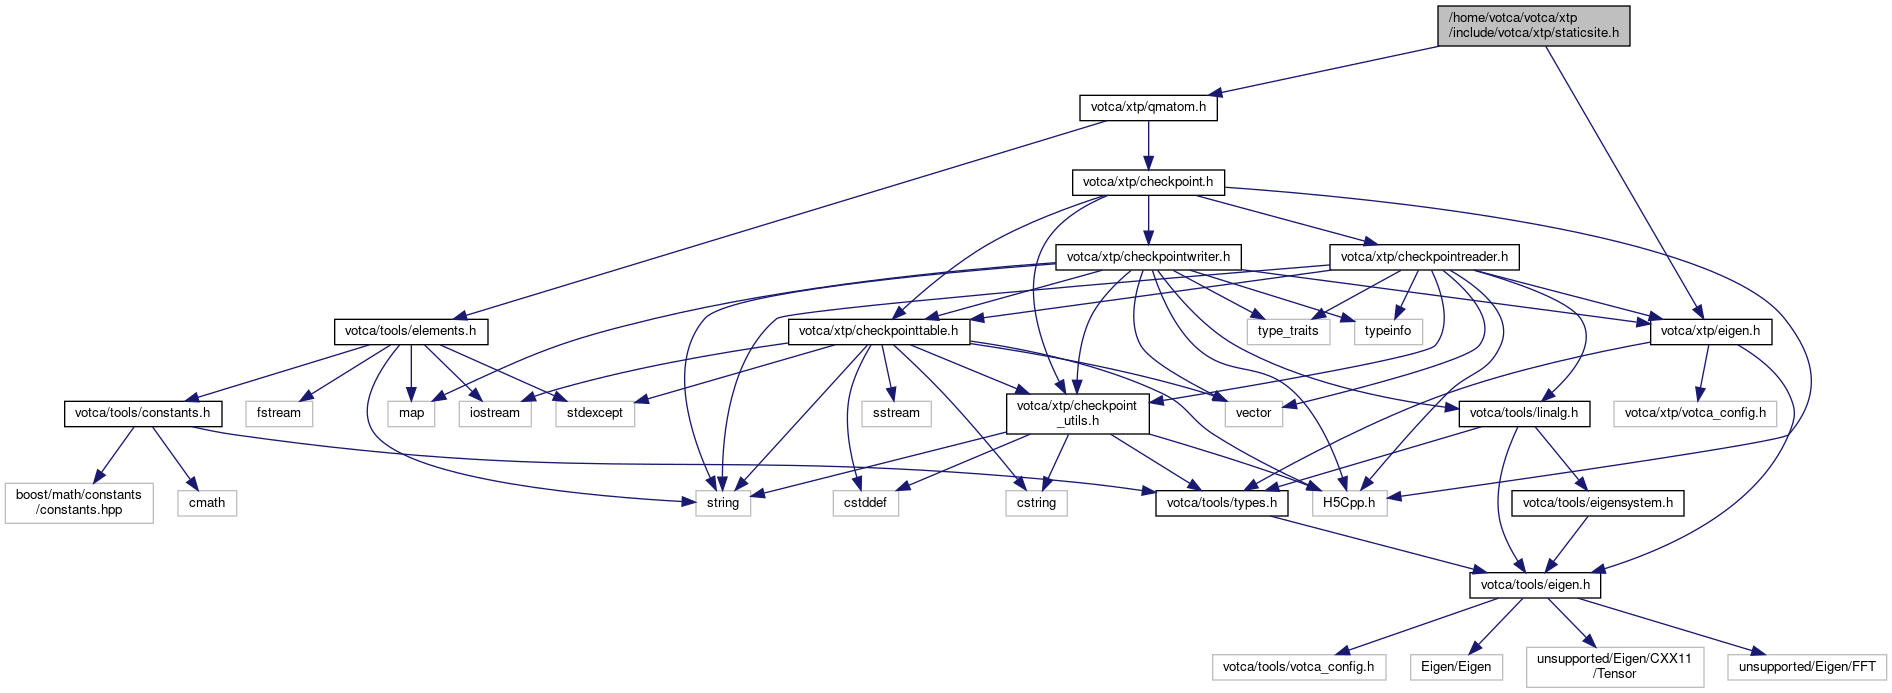 /home/votca/votca/xtp
/include/votca/xtp/staticsite.h
votca/xtp/qmatom.h
votca/xtp/checkpoint.h
votca/xtp/checkpointwriter.h
votca/xtp/checkpointreader.h
votca/tools/elements.h
votca/xtp/checkpointtable.h
type_traits
typeinfo
votca/xtp/eigen.h
votca/tools/constants.h
fstream
map
iostream
stdexcept
sstream
votca/xtp/checkpoint
_utils.h
vector
votca/tools/linalg.h
votca/xtp/votca_config.h
boost/math/constants
/constants.hpp
cmath
string
cstddef
cstring
votca/tools/types.h
H5Cpp.h
votca/tools/eigensystem.h
votca/tools/eigen.h
votca/tools/votca_config.h
Eigen/Eigen
unsupported/Eigen/CXX11
/Tensor
unsupported/Eigen/FFT